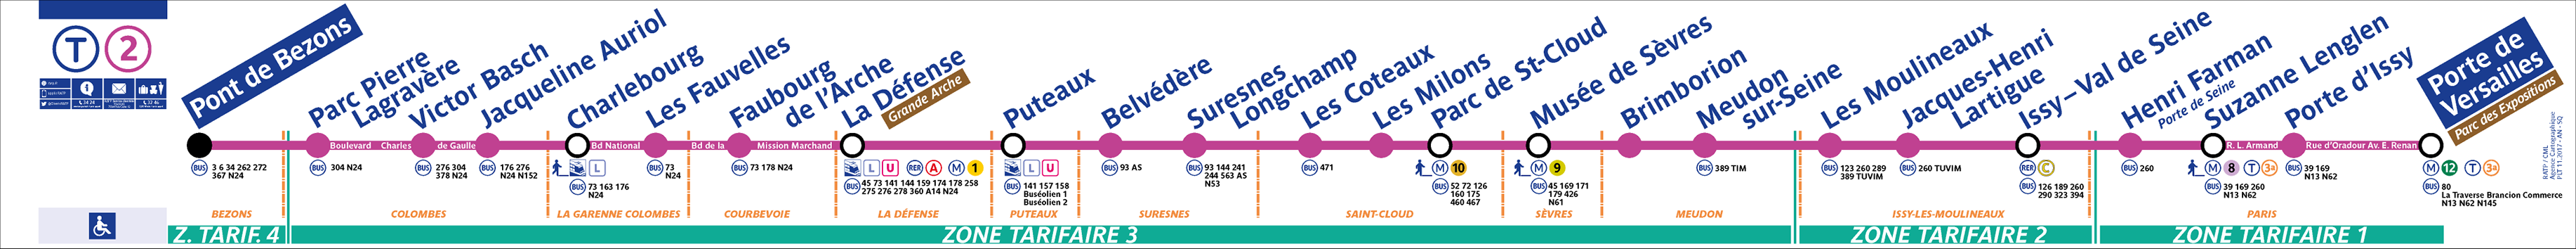 T 2
34 24
32 46
Pont de Bezons
Parc Pierre
Lagravère
Victor Basch
Jacqueline Auriol
Charlebourg
Les Fauvelles
Faubourg
de l'Arche
La Défense
Grande Arche
Puteaux
Belvédère
Suresnes
Longchamp
Les Coteaux
Les Milons
Parc de St-Cloud
Musée de Sèvres
Brimborion
Meudon
sur-Seine
Les Moulineaux
Jacques-Henri
Lartigue
Issy–Val de Seine
Henri Farman
Porte de Seine
Suzanne Lenglen
Porte d'Issy
Porte de
Versailles
Parc des Expositions
Boulevard Charles de Gaulle
Bd National
Bd de la Mission Marchand
R. L. Armand
Rue d'Oradour Av. E. Renan
BUS 3 6 34 262 272
367 N24
BUS 304 N24
BUS 276 304
378 N24
BUS 176 276
N24 N152
L
BUS 73 163 176
N24
BUS 73
N24
BUS 73 178 N24
L U RER A M 1
BUS 45 73 141 144 159 174 178 258
275 276 278 360 A14 N24
L U
BUS 141 157 158
Buséolien 1
Buséolien 2
BUS 93 AS
BUS 93 144 241
244 563 AS
N53
BUS 471
M 10
BUS 52 72 126
160 175
460 467
M 9
BUS 45 169 171
179 426
N61
BUS 389 TIM
BUS 123 260 289
389 TUVIM
BUS 260 TUVIM
RER C
BUS 126 189 260
290 323 394
BUS 260
M 8 T 3a
BUS 39 169 260
N13 N62
BUS 39 169
N13 N62
M 12 T 3a
BUS 80
La Traverse Brancion Commerce
N13 N62 N145
RATP / CML
Agence Cartographique
BEZONS
COLOMBES
LA GARENNE COLOMBES
COURBEVOIE
LA DÉFENSE
PUTEAUX
SURESNES
SAINT-CLOUD
SÈVRES
MEUDON
ISSY-LES-MOULINEAUX
PARIS
Z. TARIF. 4
ZONE TARIFAIRE 3
ZONE TARIFAIRE 2
ZONE TARIFAIRE 1